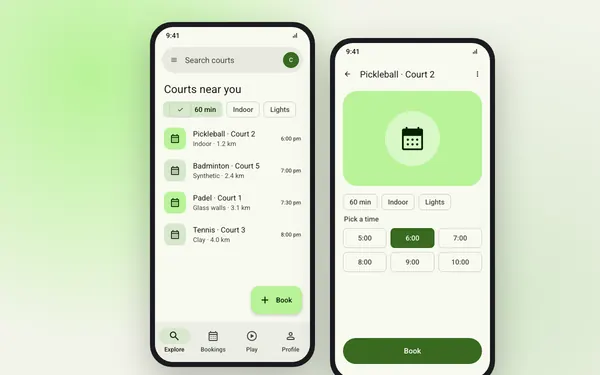 9:41
Search courts
C
Courts near you
60 min
Indoor
Lights
Pickleball · Court 2
Indoor · 1.2 km
6:00 pm
Badminton · Court 5
Synthetic · 2.4 km
7:00 pm
Padel · Court 1
Glass walls · 3.1 km
7:30 pm
Tennis · Court 3
Clay · 4.0 km
8:00 pm
Book
Explore
Bookings
Play
Profile
9:41
Pickleball · Court 2
60 min
Indoor
Lights
Pick a time
5:00
6:00
7:00
8:00
9:00
10:00
Book